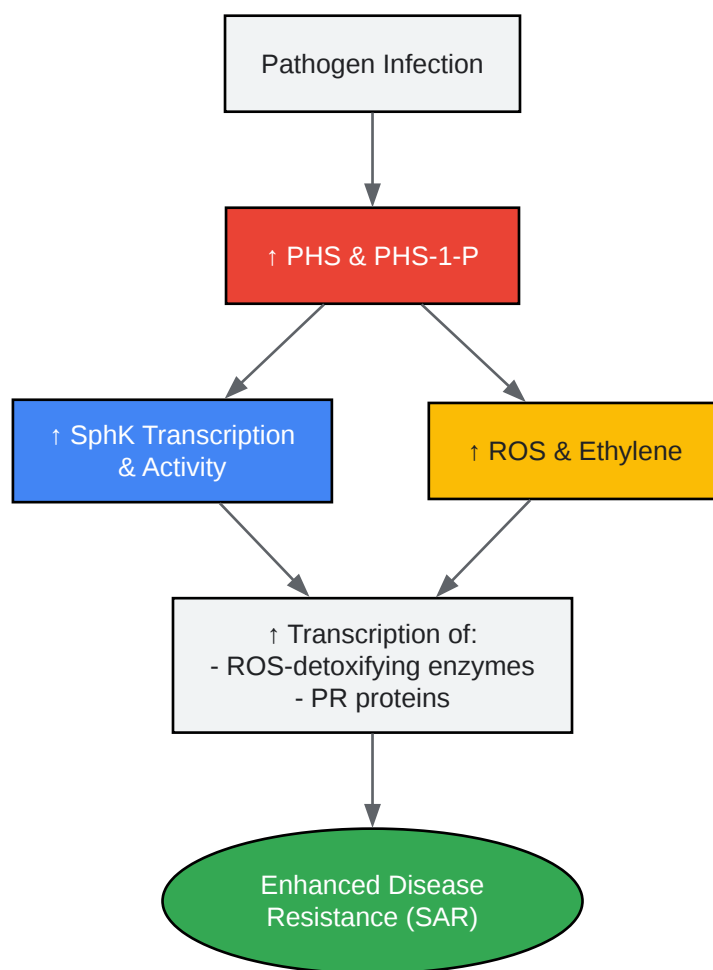 Pathogen Infection
↑ PHS & PHS-1-P
↑ SphK Transcription
& Activity
↑ ROS & Ethylene
↑ Transcription of:
- ROS-detoxifying enzymes
- PR proteins
Enhanced Disease
Resistance (SAR)